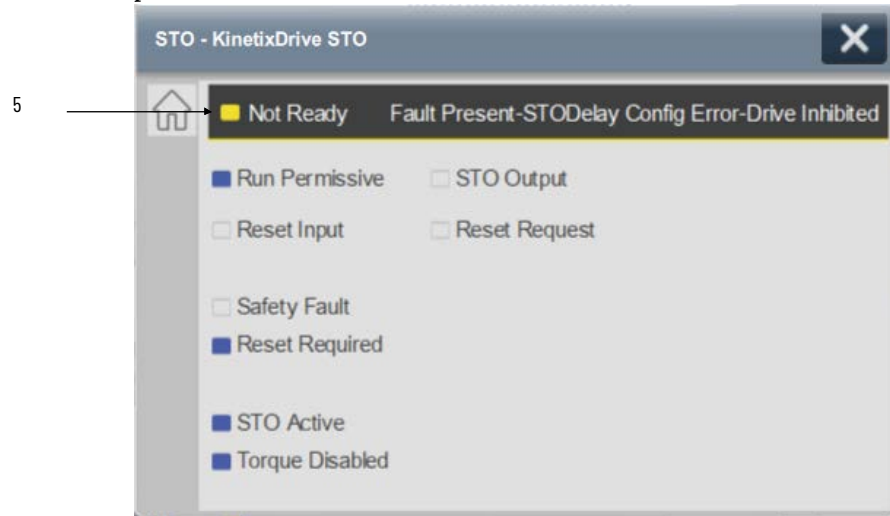 STO - KinetixDrive STO
5
Not Ready Fault Present-STODelay Config Error-Drive Inhibited
Run Permissive STO Output
Reset Input Reset Request
Safety Fault
Reset Required
STO Active
Torque Disabled